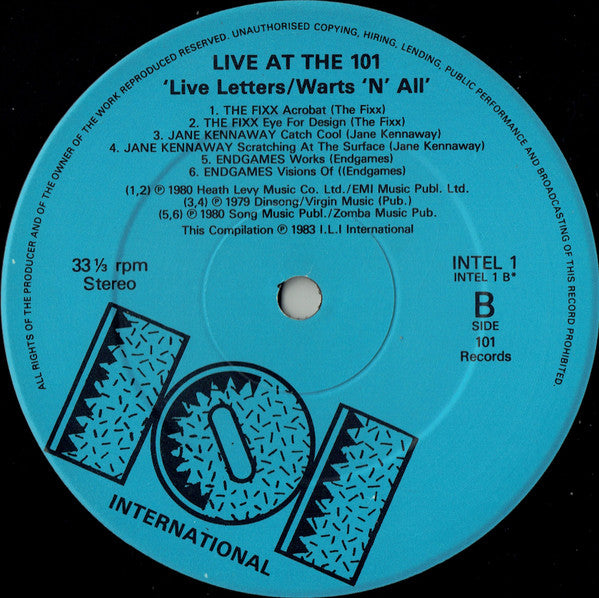 ALL RIGHTS OF THE PRODUCER AND OF THE OWNER OF THE WORK REPRODUCED RESERVED. UNAUTHORISED COPYING, HIRING, LENDING, PUBLIC PERFORMANCE AND BROADCASTING OF THIS RECORD PROHIBITED.
LIVE AT THE 101
'Live Letters/Warts 'N' All'
1. THE FIXX Acrobat (The Fixx)
2. THE FIXX Eye For Design (The Fixx)
3. JANE KENNAWAY Catch Cool (Jane Kennaway)
4. JANE KENNAWAY Scratching At The Surface (Jane Kennaway)
5. ENDGAMES Works (Endgames)
6. ENDGAMES Visions Of ((Endgames)
(1,2) ℗ 1980 Heath Levy Music Co. Ltd./EMI Music Publ. Ltd.
(3,4) ℗ 1979 Dinsong/Virgin Music (Pub.)
(5,6) ℗ 1980 Song Music Publ./Zomba Music Pub.
This Compilation ℗ 1983 I.L.I International
33⅓ rpm
Stereo
INTEL 1
INTEL 1 B*
B
SIDE
101
Records
101
INTERNATIONAL